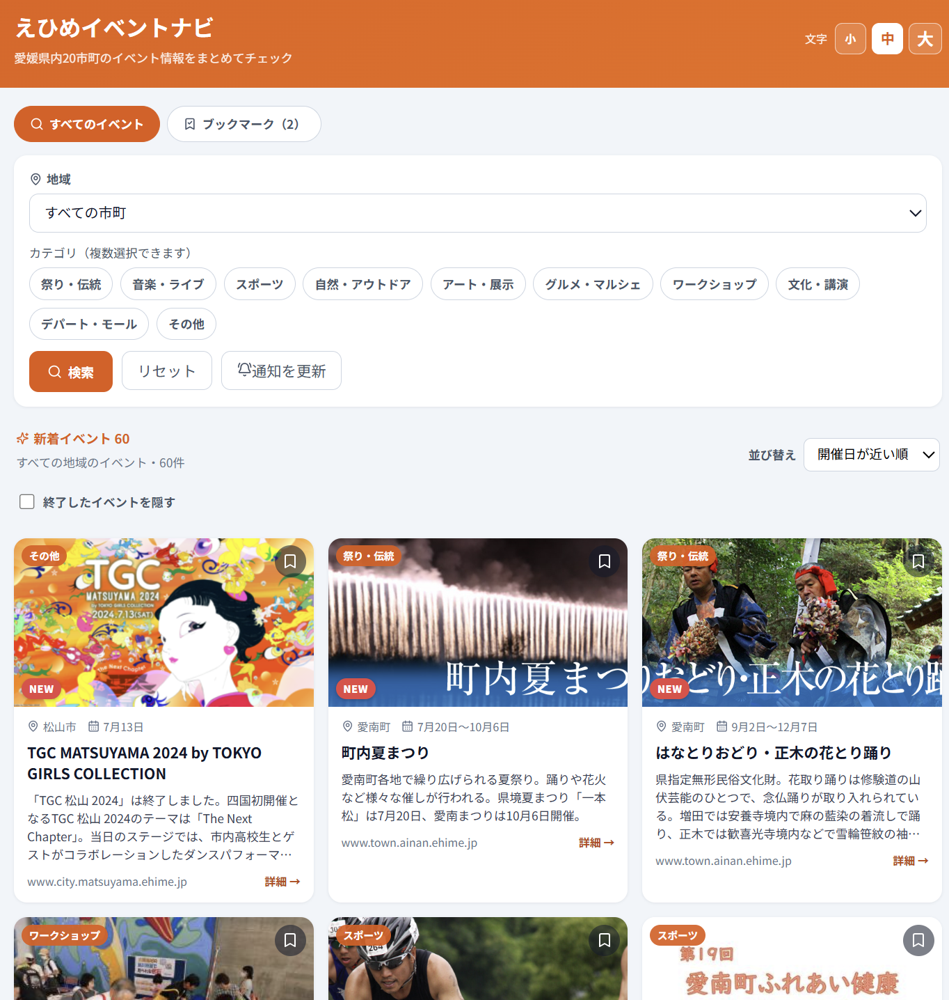 えひめイベントナビ
愛媛県内20市町のイベント情報をまとめてチェック
文字 小 中 大
すべてのイベント ブックマーク（2）
地域
すべての市町
カテゴリ（複数選択できます）
祭り・伝統 音楽・ライブ スポーツ 自然・アウトドア アート・展示 グルメ・マルシェ ワークショップ 文化・講演
デパート・モール その他
検索 リセット 通知を更新
新着イベント 60
すべての地域のイベント・60件
並び替え 開催日が近い順
終了したイベントを隠す
その他
TGC
MATSUYAMA 2024
by TOKYO GIRLS COLLECTION
2024.7.13(SAT)
The Next Chapter
NEW
松山市 7月13日
TGC MATSUYAMA 2024 by TOKYO
GIRLS COLLECTION
「TGC 松山 2024」は終了しました。四国初開催と
なるTGC 松山 2024のテーマは「The Next
Chapter」。当日のステージでは、市内高校生とゲ
ストがコラボレーションしたダンスパフォーマ…
www.city.matsuyama.ehime.jp 詳細→
祭り・伝統
町内夏まつ
NEW
愛南町 7月20日～10月6日
町内夏まつり
愛南町各地で繰り広げられる夏祭り。踊りや花火
など様々な催しが行われる。県境夏まつり「一本
松」は7月20日、愛南まつりは10月6日開催。
www.town.ainan.ehime.jp 詳細→
祭り・伝統
りおどり・正木の花とり踊
NEW
愛南町 9月2日～12月7日
はなとりおどり・正木の花とり踊り
県指定無形民俗文化財。花取り踊りは修験道の山
伏芸能のひとつで、念仏踊りが取り入れられてい
る。増田では安養寺境内で麻の藍染の着流しで踊
り、正木では歓喜光寺境内などで雪輪笹紋の袖…
www.town.ainan.ehime.jp 詳細→
ワークショップ
スポーツ
264
スポーツ
第19回
愛南町ふれあい健康